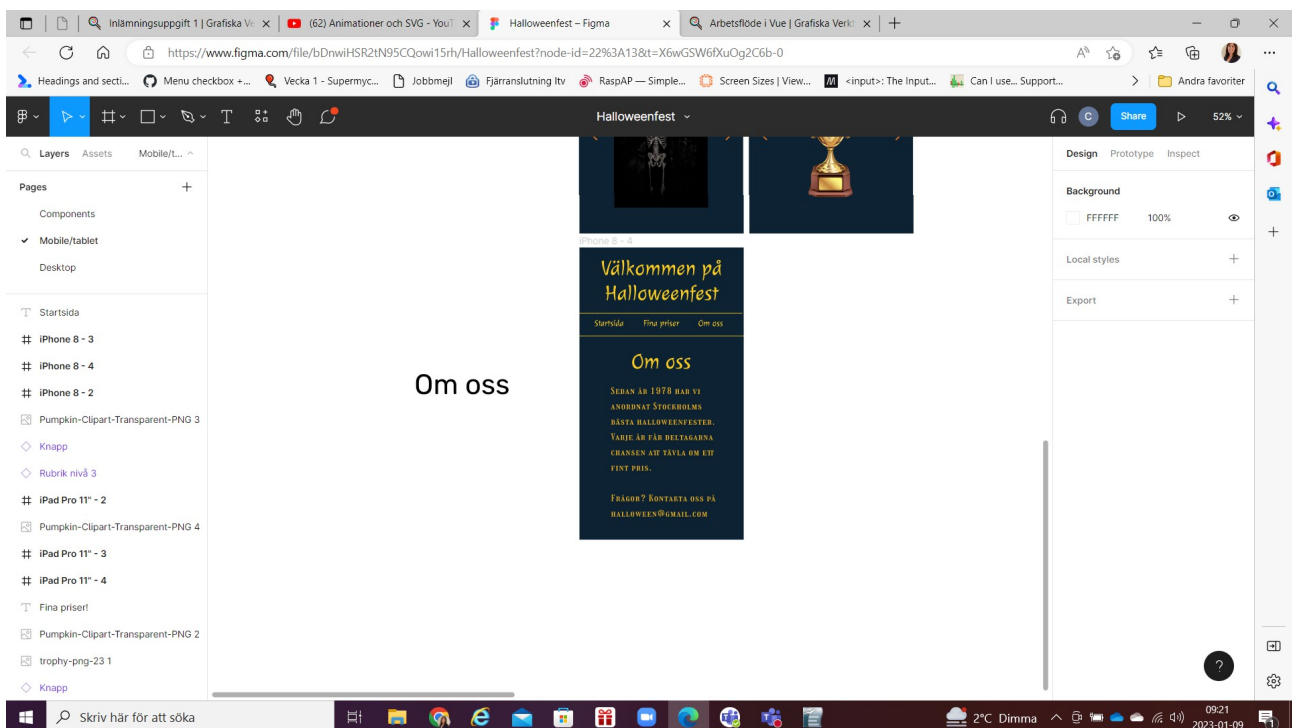 Inlämningsuppgift 1 | Grafiska Ve
(62) Animationer och SVG - YouT
Halloweenfest – Figma
Arbetsflöde i Vue | Grafiska Verk
https://www.figma.com/file/bDnwiHSR2tN95CQowi15rh/Halloweenfest?node-id=22%3A13&t=X6wGSW6fXuOg2C6b-0
Headings and secti... Menu checkbox +... Vecka 1 - Supermyc... Jobbmejl Fjärranslutning ltv RaspAP — Simple... Screen Sizes | View... <input>: The Input... Can I use... Support... Andra favoriter
Halloweenfest
C
Share
52%
Layers Assets Mobile/t...
Pages
Components
Mobile/tablet
Desktop
Startsida
iPhone 8 - 3
iPhone 8 - 4
iPhone 8 - 2
Pumpkin-Clipart-Transparent-PNG 3
Knapp
Rubrik nivå 3
iPad Pro 11" - 2
Pumpkin-Clipart-Transparent-PNG 4
iPad Pro 11" - 3
iPad Pro 11" - 4
Fina priser!
Pumpkin-Clipart-Transparent-PNG 2
trophy-png-23 1
Knapp
Om oss
iPhone 8 - 4
Välkommen på
Halloweenfest
Startsida Fina priser Om oss
Om oss
Sedan år 1978 har vi
anordnat Stockholms
bästa halloweenfester.
Varje år får deltagarna
chansen att tävla om ett
fint pris.
Frågor? Kontakta oss på
halloween@gmail.com
Design Prototype Inspect
Background
FFFFFF 100%
Local styles
Export
?
Skriv här för att söka
2°C Dimma
09:21
2023-01-09
1